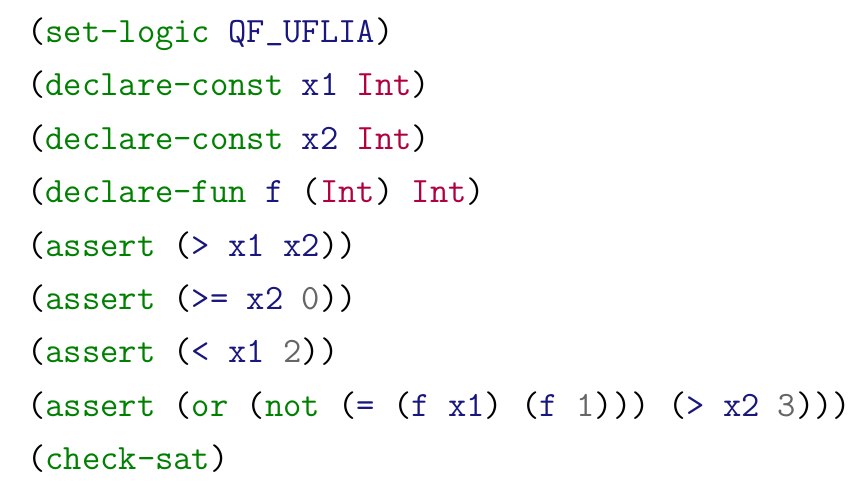 (set-logic QF_UFLIA)
(declare-const x1 Int)
(declare-const x2 Int)
(declare-fun f (Int) Int)
(assert (> x1 x2))
(assert (>= x2 0))
(assert (< x1 2))
(assert (or (not (= (f x1) (f 1))) (> x2 3)))
(check-sat)